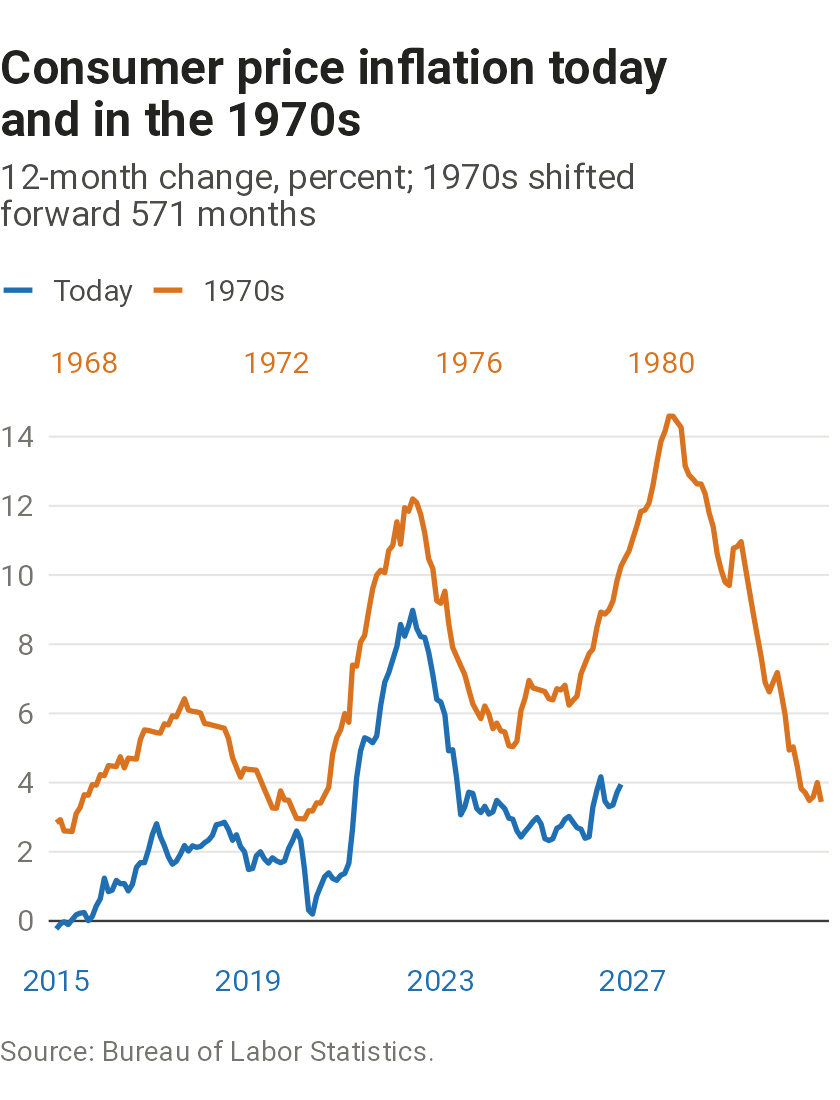 Consumer price inflation today
and in the 1970s
12-month change, percent; 1970s shifted
forward 571 months
Today 1970s
1968 1972 1976 1980
14
12
10
8
6
4
2
0
2015 2019 2023 2027
Source: Bureau of Labor Statistics.